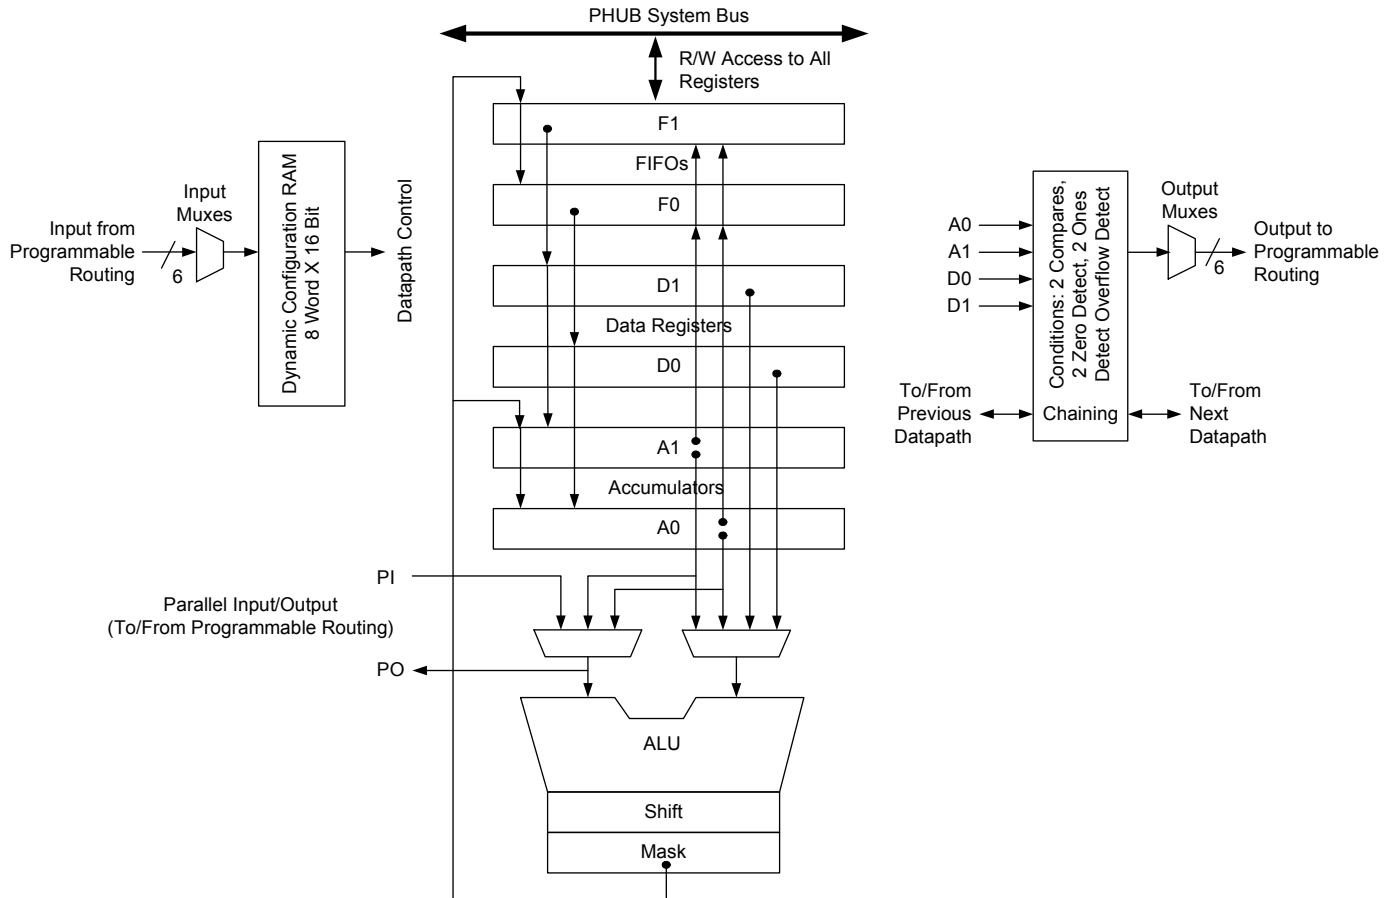 PHUB System Bus
R/W Access to All
Registers
F1
FIFOs
F0
D1
Data Registers
D0
A1
Accumulators
A0
Input from
Programmable
Routing
6
Input
Muxes
Dynamic Configuration RAM
8 Word X 16 Bit
Datapath Control
A0
A1
D0
D1
Conditions: 2 Compares,
2 Zero Detect, 2 Ones
Detect Overflow Detect
Output
Muxes
6
Output to
Programmable
Routing
To/From
Previous
Datapath
Chaining
To/From
Next
Datapath
PI
Parallel Input/Output
(To/From Programmable Routing)
PO
ALU
Shift
Mask